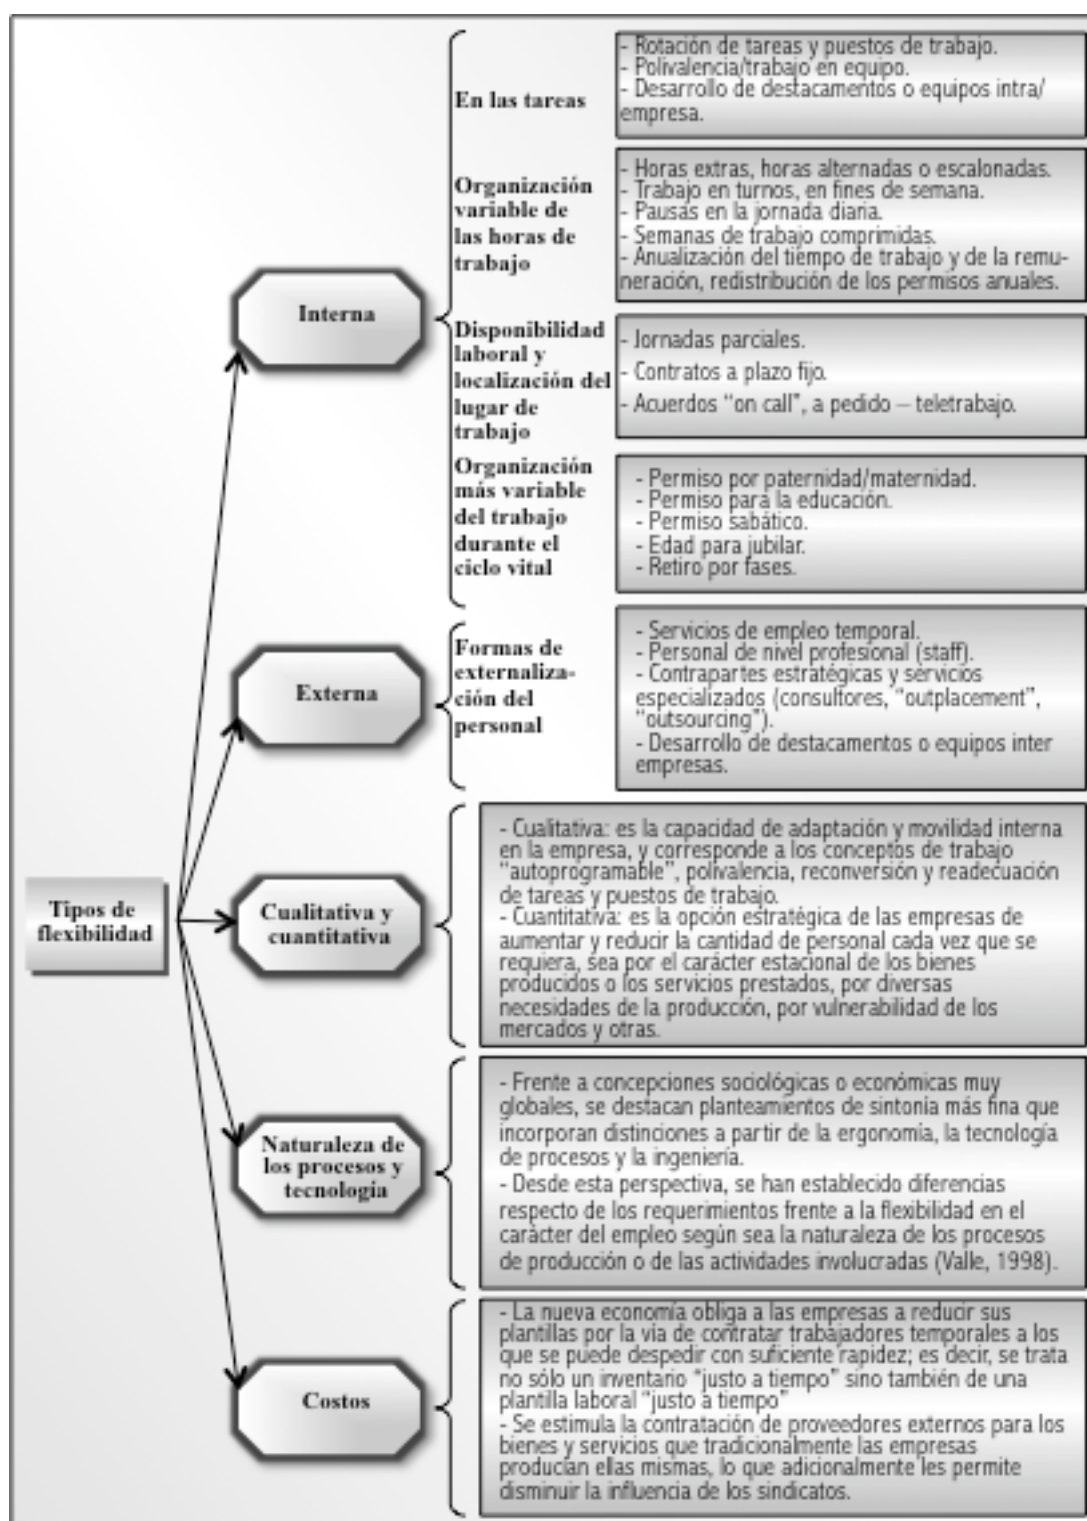 Tipos de
flexibilidad
Interna
En las tareas
- Rotación de tareas y puestos de trabajo.
- Polivalencia/trabajo en equipo.
- Desarrollo de destacamentos o equipos intra/
empresa.
Organización
variable de
las horas de
trabajo
- Horas extras, horas alternadas o escalonadas.
- Trabajo en turnos, en fines de semana.
- Pausas en la jornada diaria.
- Semanas de trabajo comprimidas.
- Anualización del tiempo de trabajo y de la remu-
neración, redistribución de los permisos anuales.
Disponibilidad
laboral y
localización del
lugar de
trabajo
- Jornadas parciales.
- Contratos a plazo fijo.
- Acuerdos “on call”, a pedido – teletrabajo.
Organización
más variable
del trabajo
durante el
ciclo vital
- Permiso por paternidad/maternidad.
- Permiso para la educación.
- Permiso sabático.
- Edad para jubilar.
- Retiro por fases.
Externa
Formas de
externaliza-
ción del
personal
- Servicios de empleo temporal.
- Personal de nivel profesional (staff).
- Contrapartes estratégicas y servicios
especializados (consultores, “outplacement”,
“outsourcing”).
- Desarrollo de destacamentos o equipos inter
empresas.
Cualitativa y
cuantitativa
- Cualitativa: es la capacidad de adaptación y movilidad interna
en la empresa, y corresponde a los conceptos de trabajo
“autoprogramable”, polivalencia, reconversión y readecuación
de tareas y puestos de trabajo.
- Cuantitativa: es la opción estratégica de las empresas de
aumentar y reducir la cantidad de personal cada vez que se
requiera, sea por el carácter estacional de los bienes
producidos o los servicios prestados, por diversas
necesidades de la producción, por vulnerabilidad de los
mercados y otras.
Naturaleza de
los procesos y
tecnología
- Frente a concepciones sociológicas o económicas muy
globales, se destacan planteamientos de sintonía más fina que
incorporan distinciones a partir de la ergonomía, la tecnología
de procesos y la ingeniería.
- Desde esta perspectiva, se han establecido diferencias
respecto de los requerimientos frente a la flexibilidad en el
carácter del empleo según sea la naturaleza de los procesos
de producción o de las actividades involucradas (Valle, 1998).
Costos
- La nueva economía obliga a las empresas a reducir sus
plantillas por la vía de contratar trabajadores temporales a los
que se puede despedir con suficiente rapidez; es decir, se trata
no sólo un inventario “justo a tiempo” sino también de una
plantilla laboral “justo a tiempo”
- Se estimula la contratación de proveedores externos para los
bienes y servicios que tradicionalmente las empresas
producían ellas mismas, lo que adicionalmente les permite
disminuir la influencia de los sindicatos.